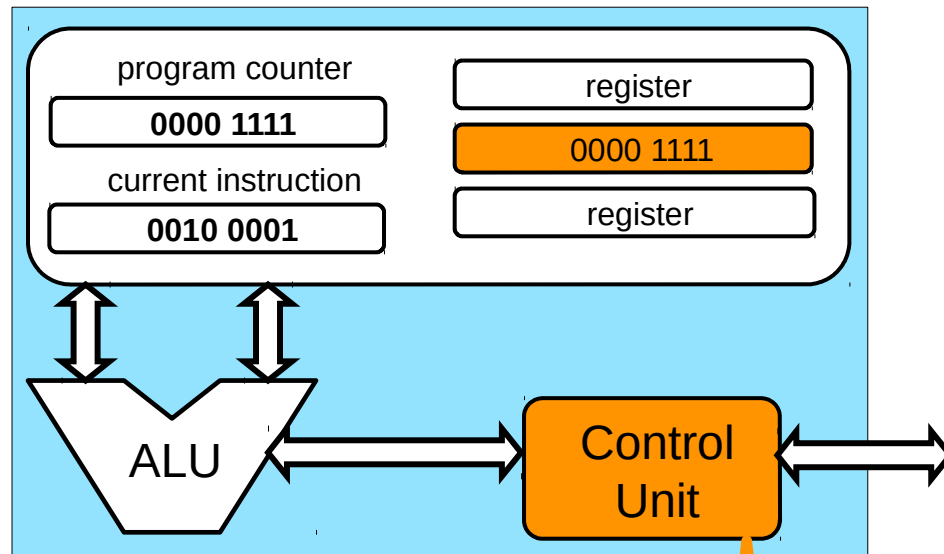 program counter
0000 1111
current instruction
0010 0001
register
0000 1111
register
ALU
Control
Unit